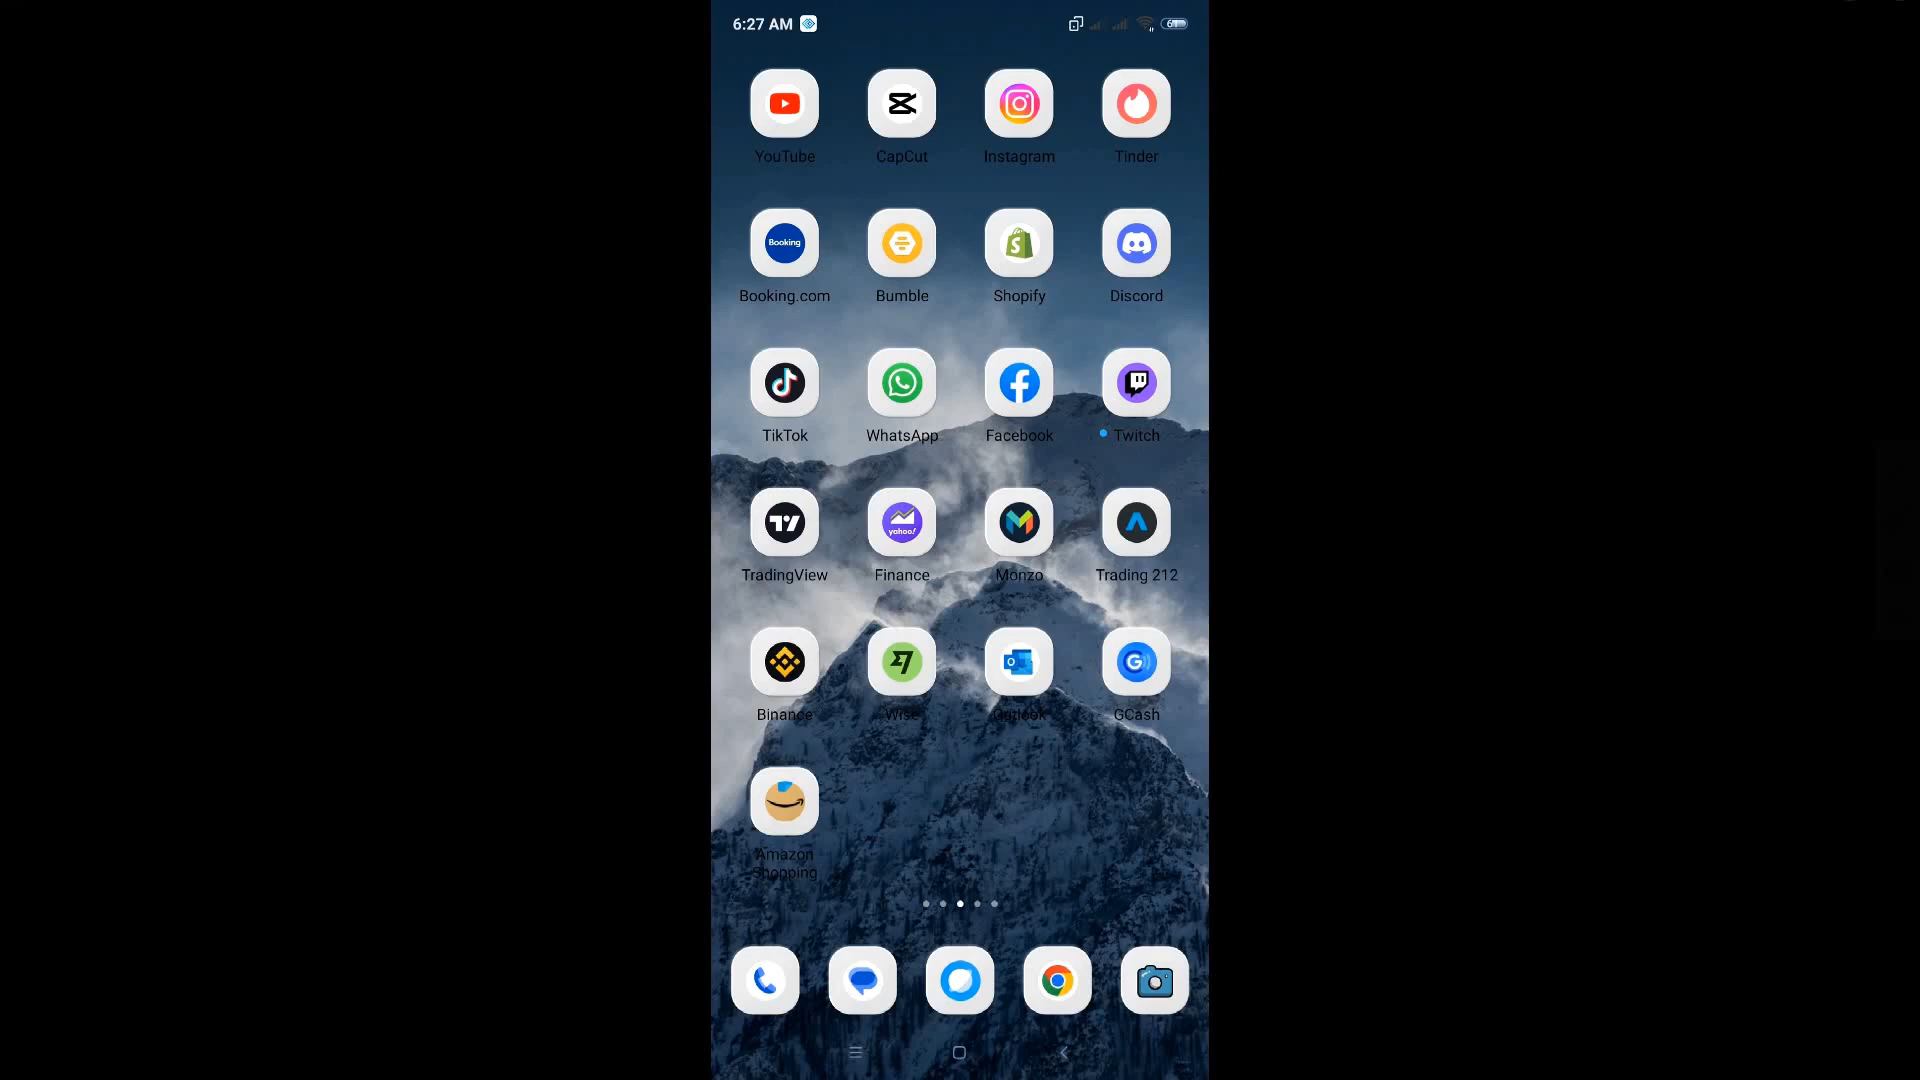 6:27 AM
YouTube
CapCut
Instagram
Tinder
Booking
Booking.com
Bumble
Shopify
Discord
TikTok
WhatsApp
Facebook
Twitch
yahoo!
TradingView
Finance
Monzo
Trading 212
Binance
Wise
Outlook
GCash
Amazon
Shopping